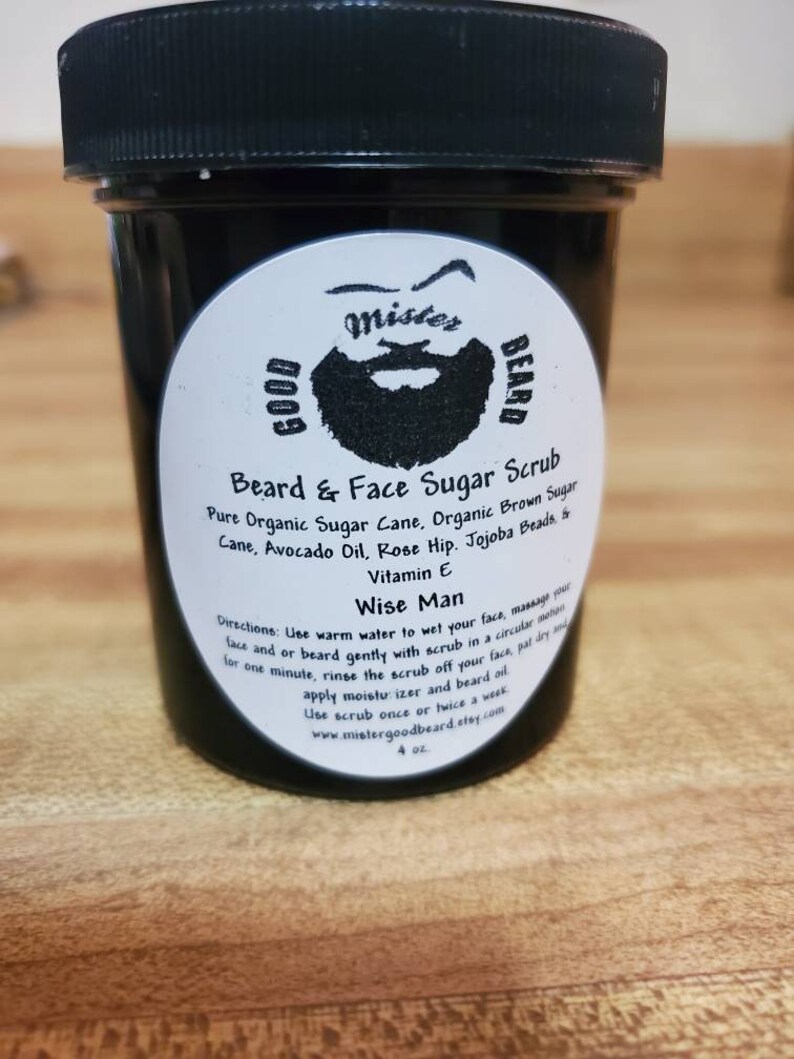 Mister
GOOD
BEARD
Beard & Face Sugar Scrub
Pure Organic Sugar Cane, Organic Brown Sugar
Cane, Avocado Oil, Rose Hip. Jojoba Beads, &
Vitamin E
Wise Man
Directions: Use warm water to wet your face, massage your
face and or beard gently with scrub in a circular motion
for one minute, rinse the scrub off your face, pat dry and
apply moistu izer and beard oil.
Use scrub once or twice a week.
www.mistergoodbeard.etsy.com
4 oz.